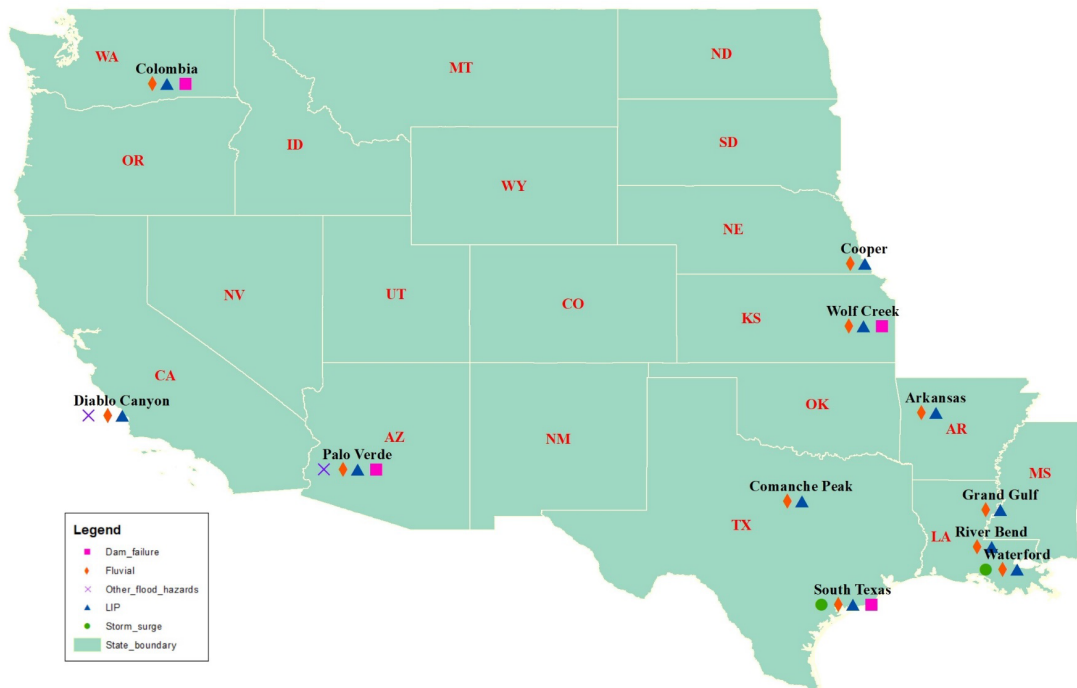 WA
Colombia
MT
ND
ID
OR
SD
WY
NE
Cooper
NV
UT
CO
KS
Wolf Creek
CA
Diablo Canyon
Arkansas
OK
AR
AZ
NM
Palo Verde
MS
Comanche Peak
Grand Gulf
TX
LA
River Bend
Waterford
South Texas
Legend
Dam_failure
Fluvial
Other_flood_hazards
LIP
Storm_surge
State_boundary